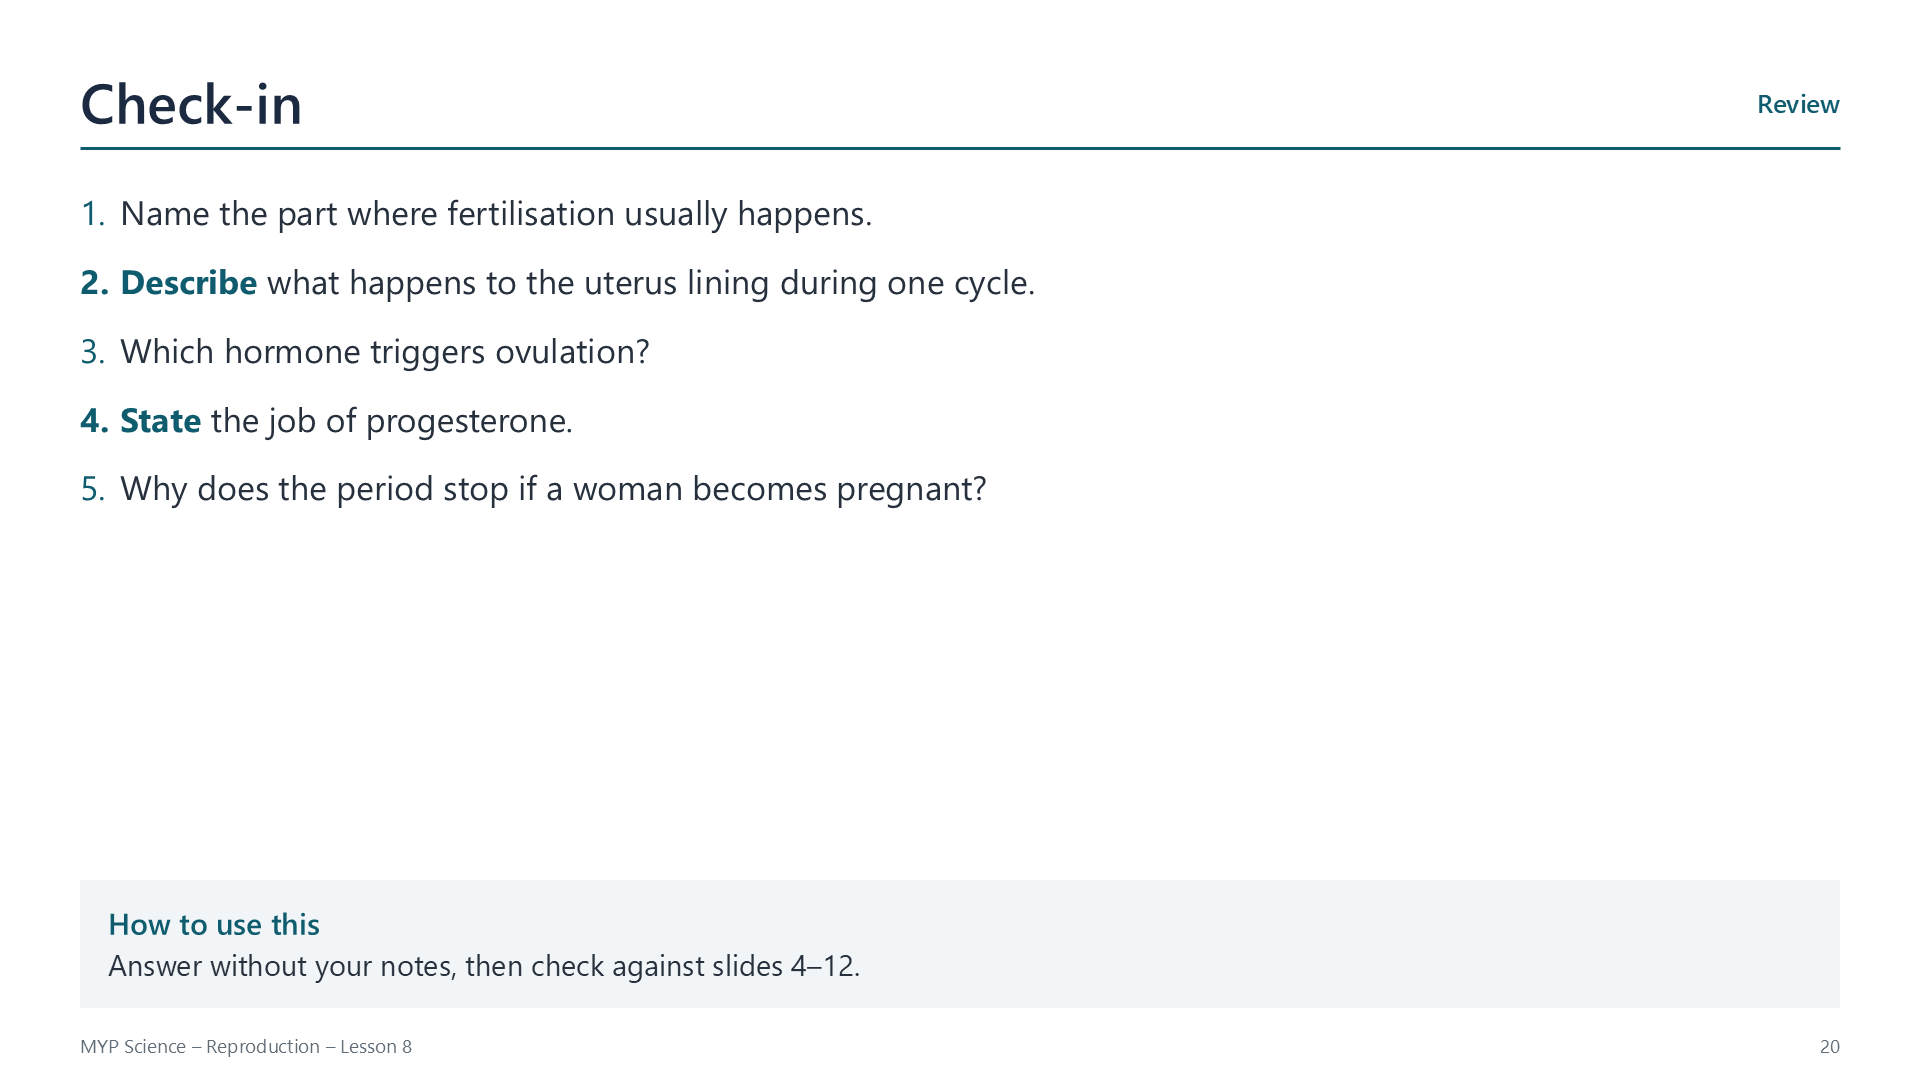 Check-in
Review
1. Name the part where fertilisation usually happens.
2. Describe what happens to the uterus lining during one cycle.
3. Which hormone triggers ovulation?
4. State the job of progesterone.
5. Why does the period stop if a woman becomes pregnant?
How to use this
Answer without your notes, then check against slides 4–12.
MYP Science – Reproduction – Lesson 8
20